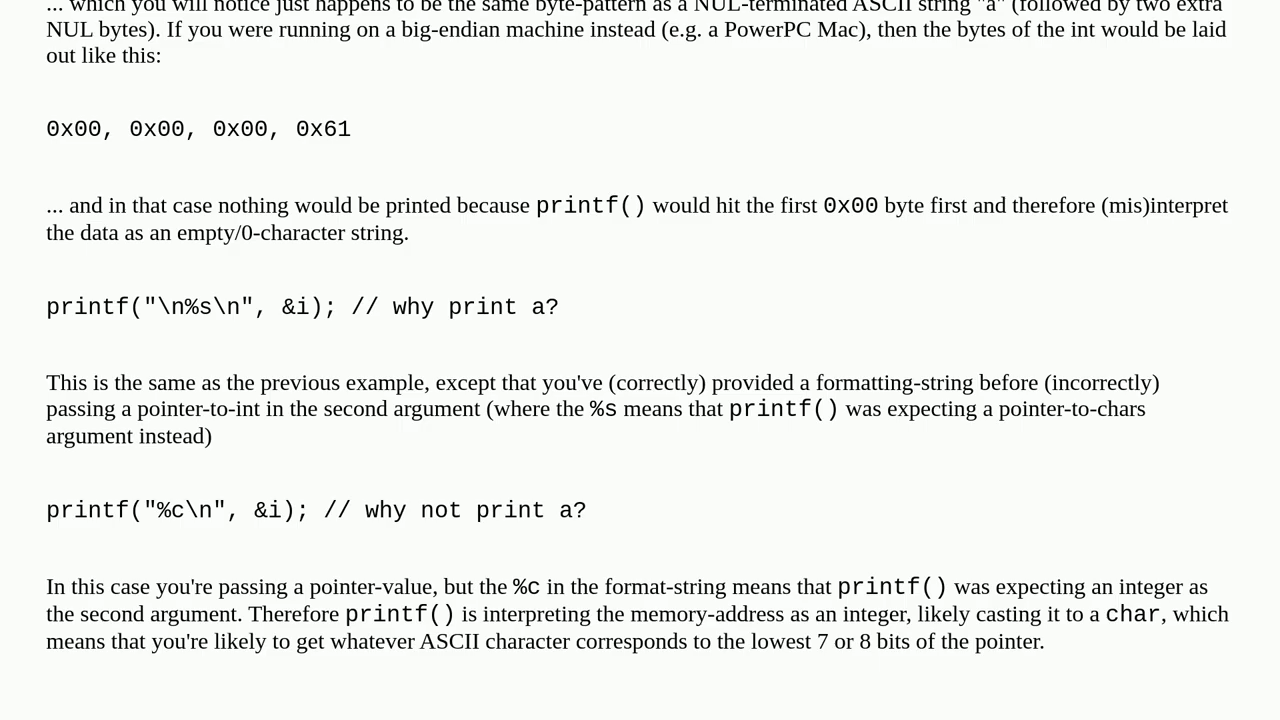 ... which you will notice just happens to be the same byte-pattern as a NUL-terminated ASCII string "a" (followed by two extra
NUL bytes). If you were running on a big-endian machine instead (e.g. a PowerPC Mac), then the bytes of the int would be laid
out like this:
0x00, 0x00, 0x00, 0x61
... and in that case nothing would be printed because printf() would hit the first 0x00 byte first and therefore (mis)interpret
the data as an empty/0-character string.
printf("\n%s\n", &i); // why print a?
This is the same as the previous example, except that you've (correctly) provided a formatting-string before (incorrectly)
passing a pointer-to-int in the second argument (where the %s means that printf() was expecting a pointer-to-chars
argument instead)
printf("%c\n", &i); // why not print a?
In this case you're passing a pointer-value, but the %c in the format-string means that printf() was expecting an integer as
the second argument. Therefore printf() is interpreting the memory-address as an integer, likely casting it to a char, which
means that you're likely to get whatever ASCII character corresponds to the lowest 7 or 8 bits of the pointer.